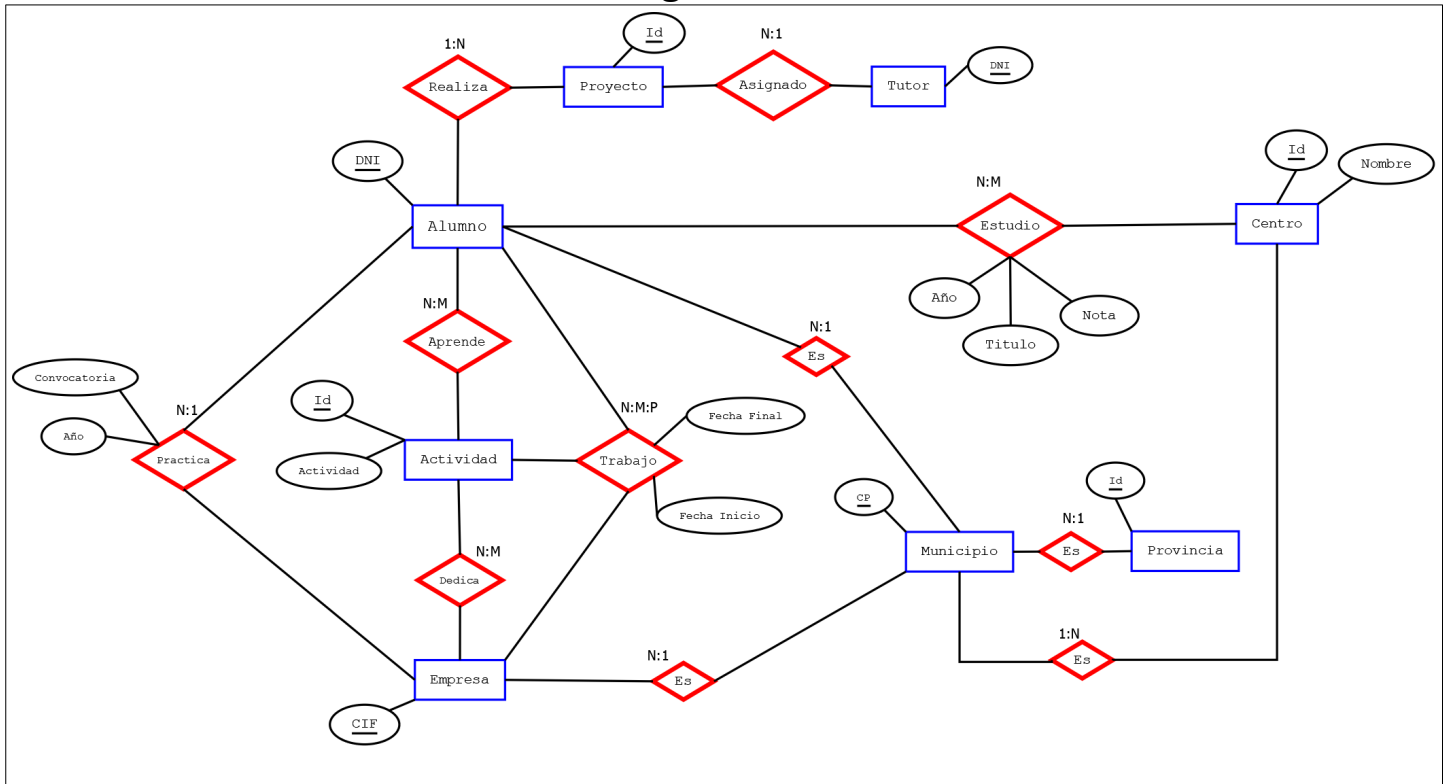 1:N
Realiza
Id
Proyecto
N:1
Asignado
Tutor
DNI
DNI
Alumno
N:M
Estudio
Año
Titulo
Nota
Id
Nombre
Centro
N:M
Aprende
N:1
Es
Convocatoria
Año
N:1
Practica
Id
Actividad
Actividad
N:M:P
Trabajo
Fecha Final
Fecha Inicio
CP
Municipio
N:1
Es
Id
Provincia
N:M
Dedica
1:N
Es
Empresa
CIF
N:1
Es